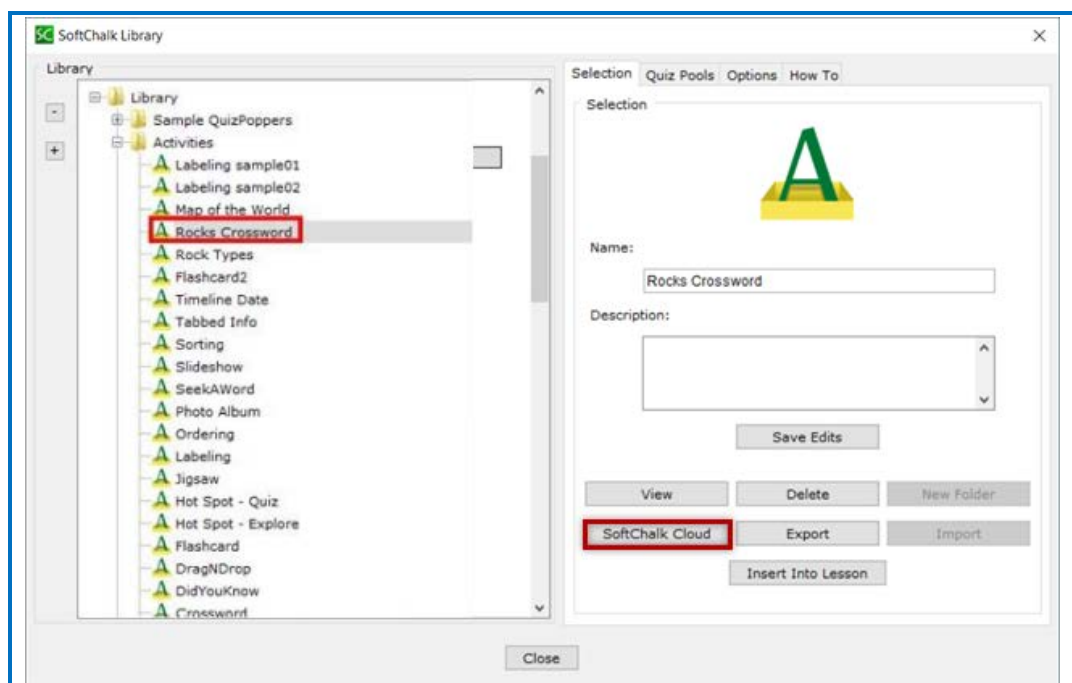 SC SoftChalk Library
Library
-
+
Library
Sample QuizPoppers
Activities
A Labeling sample01
A Labeling sample02
A Map of the World
A Rocks Crossword
A Rock Types
A Flashcard2
A Timeline Date
A Tabbed Info
A Sorting
A Slideshow
A SeekAWord
A Photo Album
A Ordering
A Labeling
A Jigsaw
A Hot Spot - Quiz
A Hot Spot - Explore
A Flashcard
A DragNDrop
A DidYouKnow
A Crossword
Selection Quiz Pools Options How To
Selection
A
Name:
Rocks Crossword
Description:
Save Edits
View Delete New Folder
SoftChalk Cloud Export Import
Insert Into Lesson
Close